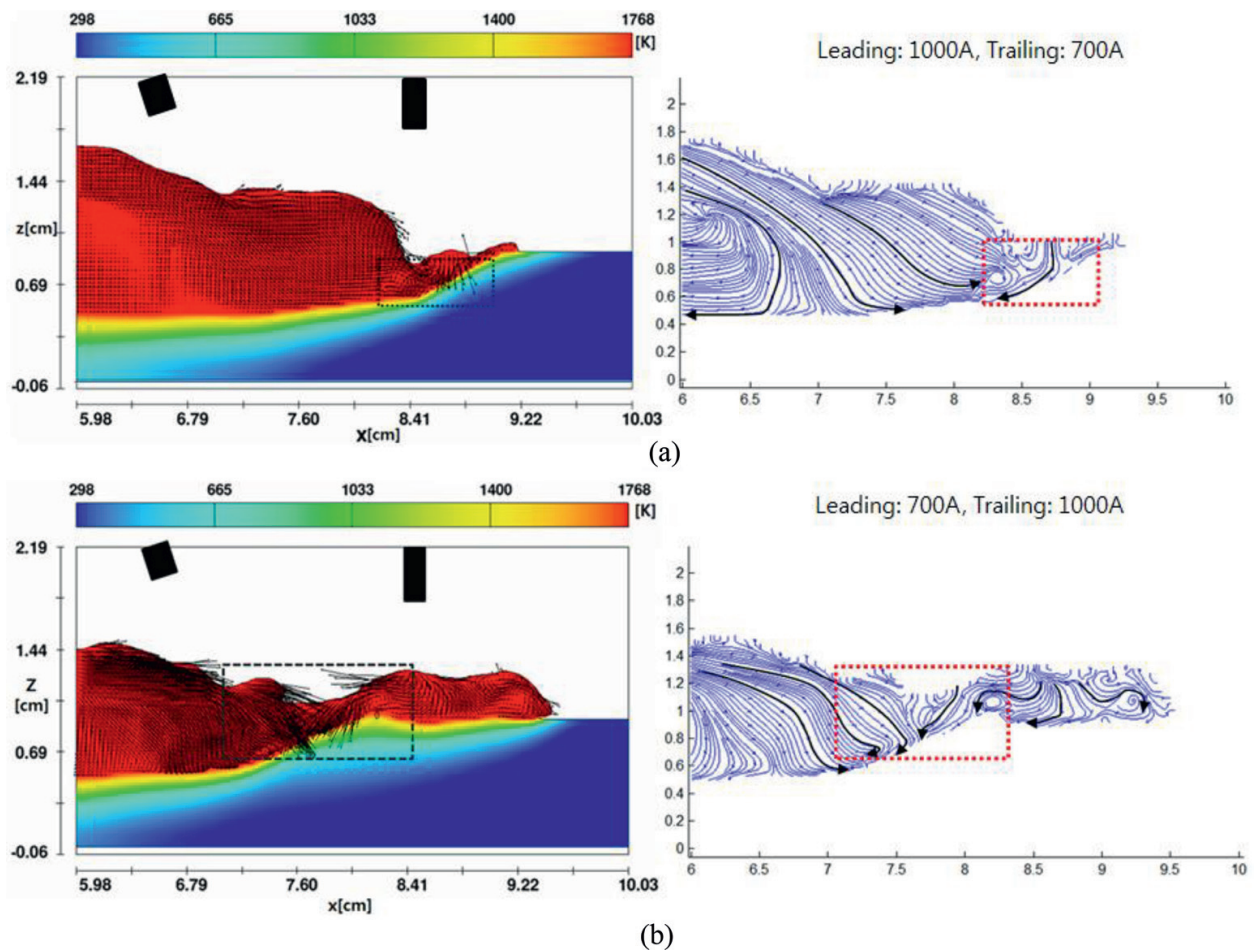 298 665 1033 1400 1768
[K]
Leading: 1000A, Trailing: 700A
2.19
1.44
z[cm]
0.69
-0.06
5.98 6.79 7.60 8.41 9.22 10.03
X[cm]
2
1.8
1.6
1.4
1.2
1
0.8
0.6
0.4
0.2
0
6 6.5 7 7.5 8 8.5 9 9.5 10
(a)
298 665 1033 1400 1768
[K]
Leading: 700A, Trailing: 1000A
2.19
1.44
Z
[cm]
0.69
-0.06
5.98 6.79 7.60 8.41 9.22 10.03
x[cm]
2
1.8
1.6
1.4
1.2
1
0.8
0.6
0.4
0.2
0
6 6.5 7 7.5 8 8.5 9 9.5 10
(b)